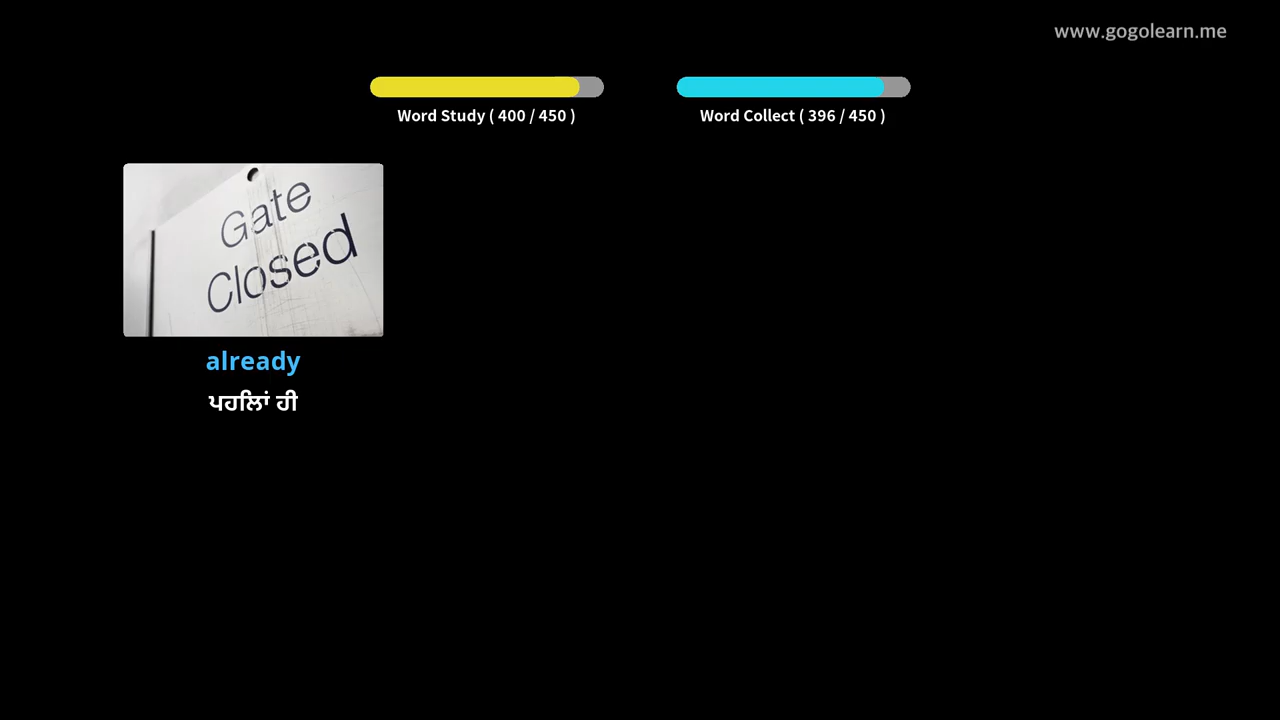 www.gogolearn.me
Word Study ( 400 / 450 )
Word Collect ( 396 / 450 )
Gate
Closed
already
ਪਹਿਲਾਂ ਹੀ